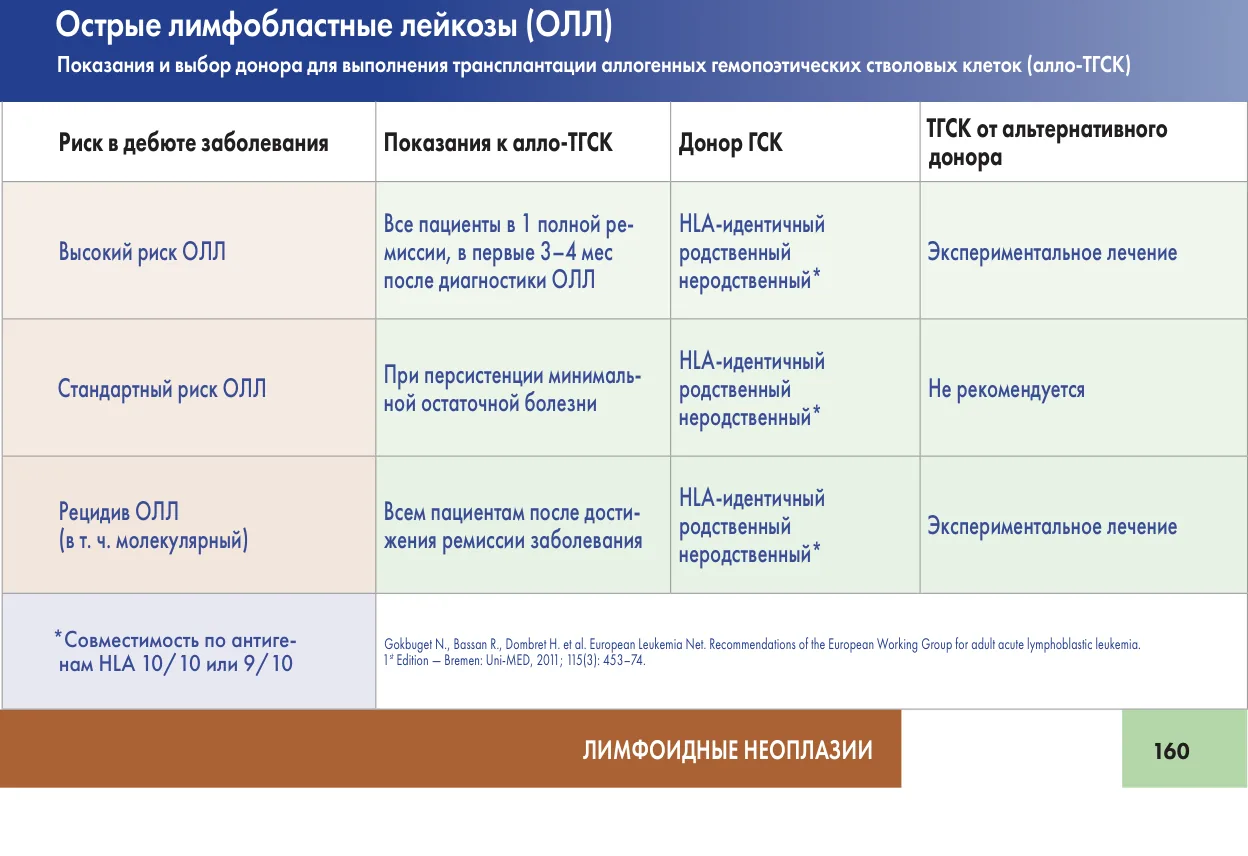 Острые лимфобластные лейкозы (ОЛЛ)
Показания и выбор донора для выполнения трансплантации аллогенных гемопоэтических стволовых клеток (алло-ТГСК)
Риск в дебюте заболевания
Показания к алло-ТГСК
Донор ГСК
ТГСК от альтернативного
донора
Высокий риск ОЛЛ
Все пациенты в 1 полной ре-
миссии, в первые 3–4 мес
после диагностики ОЛЛ
HLA-идентичный
родственный
неродственный*
Экспериментальное лечение
Стандартный риск ОЛЛ
При персистенции минималь-
ной остаточной болезни
HLA-идентичный
родственный
неродственный*
Не рекомендуется
Рецидив ОЛЛ
(в т. ч. молекулярный)
Всем пациентам после дости-
жения ремиссии заболевания
HLA-идентичный
родственный
неродственный*
Экспериментальное лечение
*Совместимость по антиге-
нам HLA 10/10 или 9/10
Gokbuget N., Bassan R., Dombret H. et al. European Leukemia Net. Recommendations of the European Working Group for adult acute lymphoblastic leukemia.
1st Edition — Bremen: Uni-MED, 2011; 115(3): 453–74.
ЛИМФОИДНЫЕ НЕОПЛАЗИИ
160